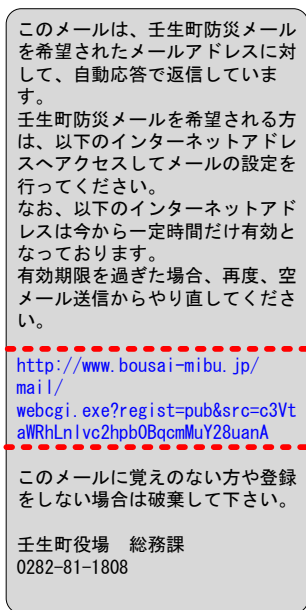 このメールは、壬生町防災メール
を希望されたメールアドレスに対
して、自動応答で返信していま
す。
壬生町防災メールを希望される方
は、以下のインターネットアドレ
スへアクセスしてメールの設定を
行ってください。
なお、以下のインターネットアド
レスは今から一定時間だけ有効と
なっております。
有効期限を過ぎた場合、再度、空
メール送信からやり直してくださ
い。
http://www.bousai-mibu.jp/
mail/
webcgi.exe?regist=pub&src=c3Vt
aWRhLnlvc2hpbOBqcmMuY28uanA
このメールに覚えのない方や登録
をしない場合は破棄して下さい。
壬生町役場　総務課
0282-81-1808